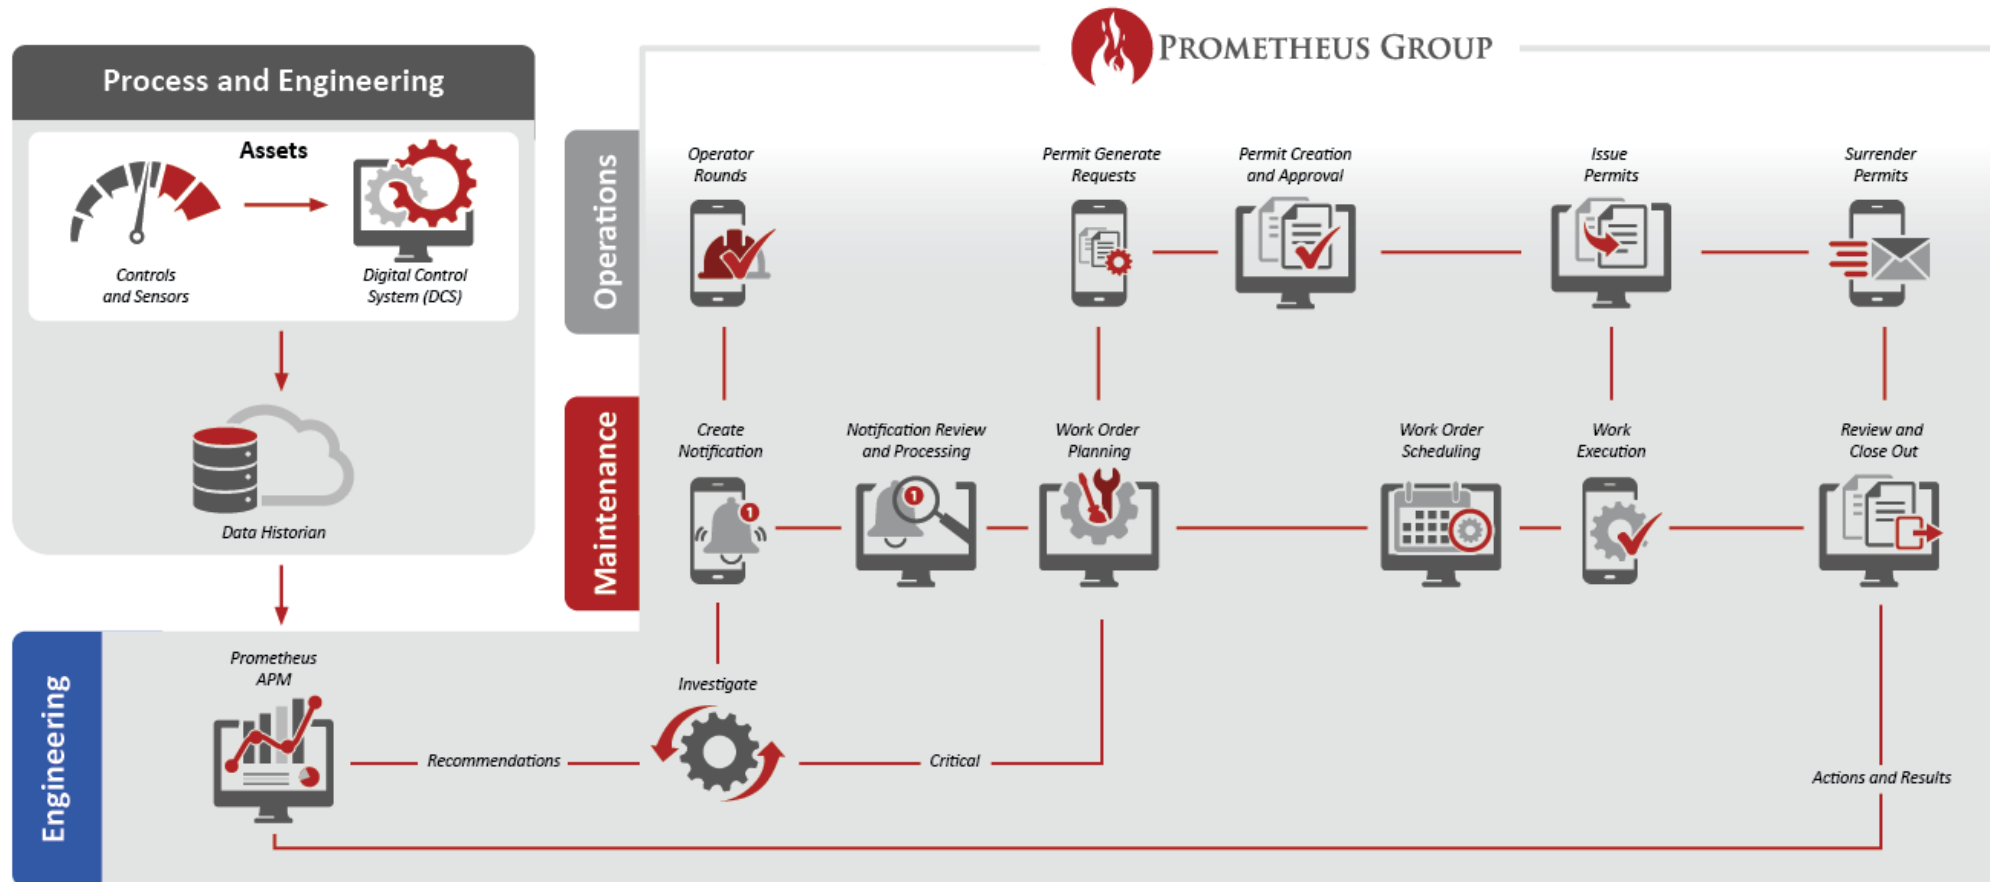 PROMETHEUS GROUP
Process and Engineering
Assets
Controls
and Sensors
Digital Control
System (DCS)
Data Historian
Operations
Operator
Rounds
Permit Generate
Requests
Permit Creation
and Approval
Issue
Permits
Surrender
Permits
Maintenance
Create
Notification
1
Notification Review
and Processing
1
Work Order
Planning
Work Order
Scheduling
Work
Execution
Review and
Close Out
Engineering
Prometheus
APM
Recommendations
Investigate
Critical
Actions and Results